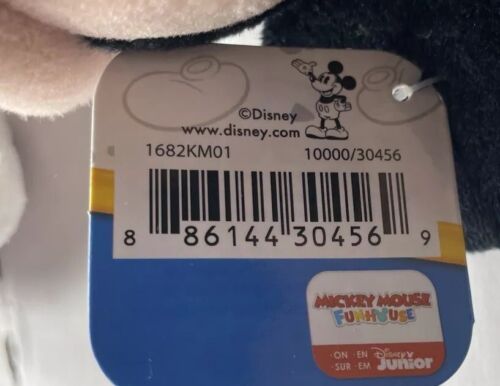 ©Disney
www.disney.com
1682KM01 10000/30456
8 86144 30456 9
MICKEY MOUSE
FUNHOUSE
·ON·EN
·SUR·EM
Disney
Junior